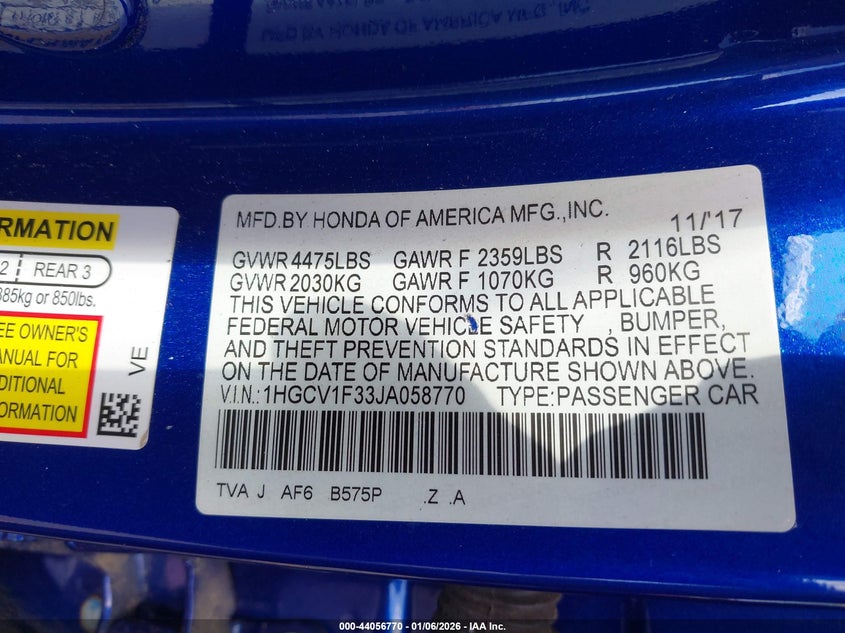 MFD.BY HONDA OF AMERICA MFG.,INC. 11/'17
GVWR 4475LBS GAWR F 2359LBS R 2116LBS
GVWR 2030KG GAWR F 1070KG R 960KG
THIS VEHICLE CONFORMS TO ALL APPLICABLE
FEDERAL MOTOR VEHICLE SAFETY , BUMPER,
AND THEFT PREVENTION STANDARDS IN EFFECT
ON THE DATE OF MANUFACTURE SHOWN ABOVE.
V.I.N.:1HGCV1F33JA058770 TYPE:PASSENGER CAR
TVA J AF6 B575P .Z .A
RMATION
2 REAR 3
385kg or 850lbs.
EE OWNER'S
ANUAL FOR
DITIONAL
FORMATION
VE
000-44056770 - 01/06/2026 - IAA Inc.